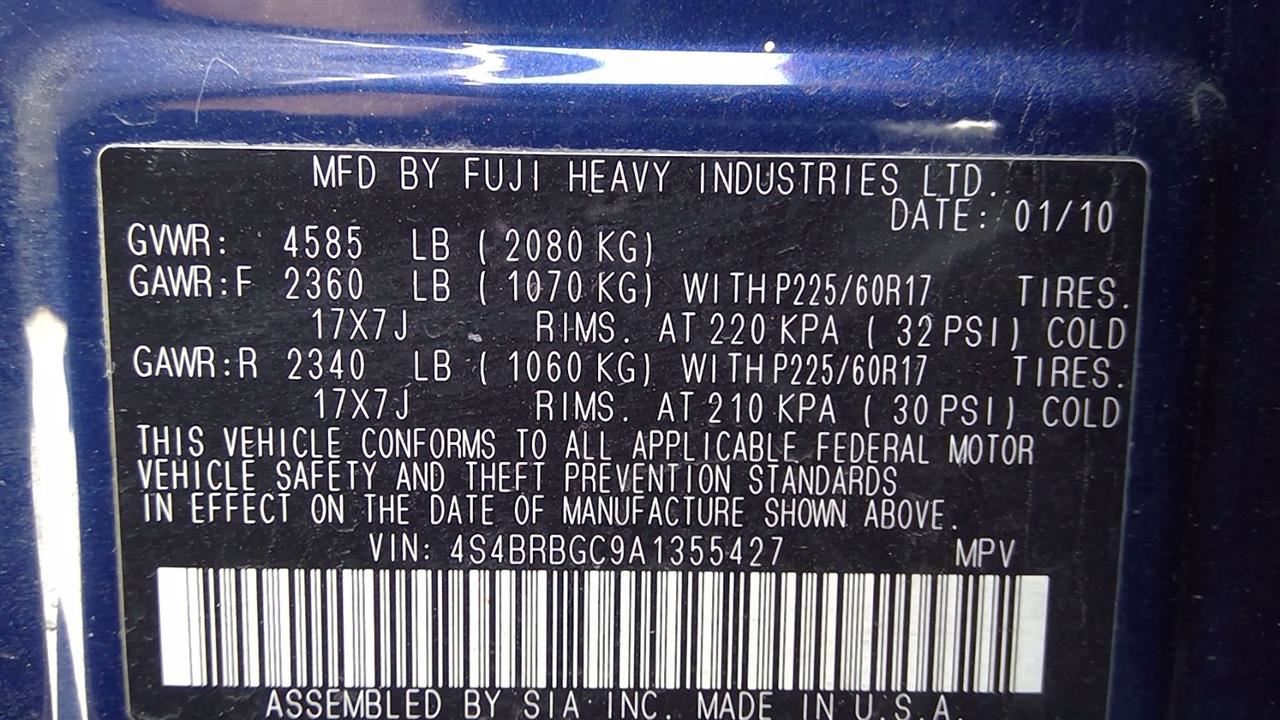 MFD BY FUJI HEAVY INDUSTRIES LTD.
DATE: 01/10
GVWR: 4585 LB ( 2080 KG)
GAWR:F 2360 LB ( 1070 KG) WITH P225/60R17 TIRES.
17X7J RIMS. AT 220 KPA ( 32 PSI) COLD
GAWR:R 2340 LB ( 1060 KG) WITH P225/60R17 TIRES.
17X7J RIMS. AT 210 KPA ( 30 PSI) COLD
THIS VEHICLE CONFORMS TO ALL APPLICABLE FEDERAL MOTOR
VEHICLE SAFETY AND THEFT PREVENTION STANDARDS
IN EFFECT ON THE DATE OF MANUFACTURE SHOWN ABOVE.
VIN: 4S4BRBGC9A1355427 MPV
ASSEMBLED BY SIA INC. MADE IN U.S.A.